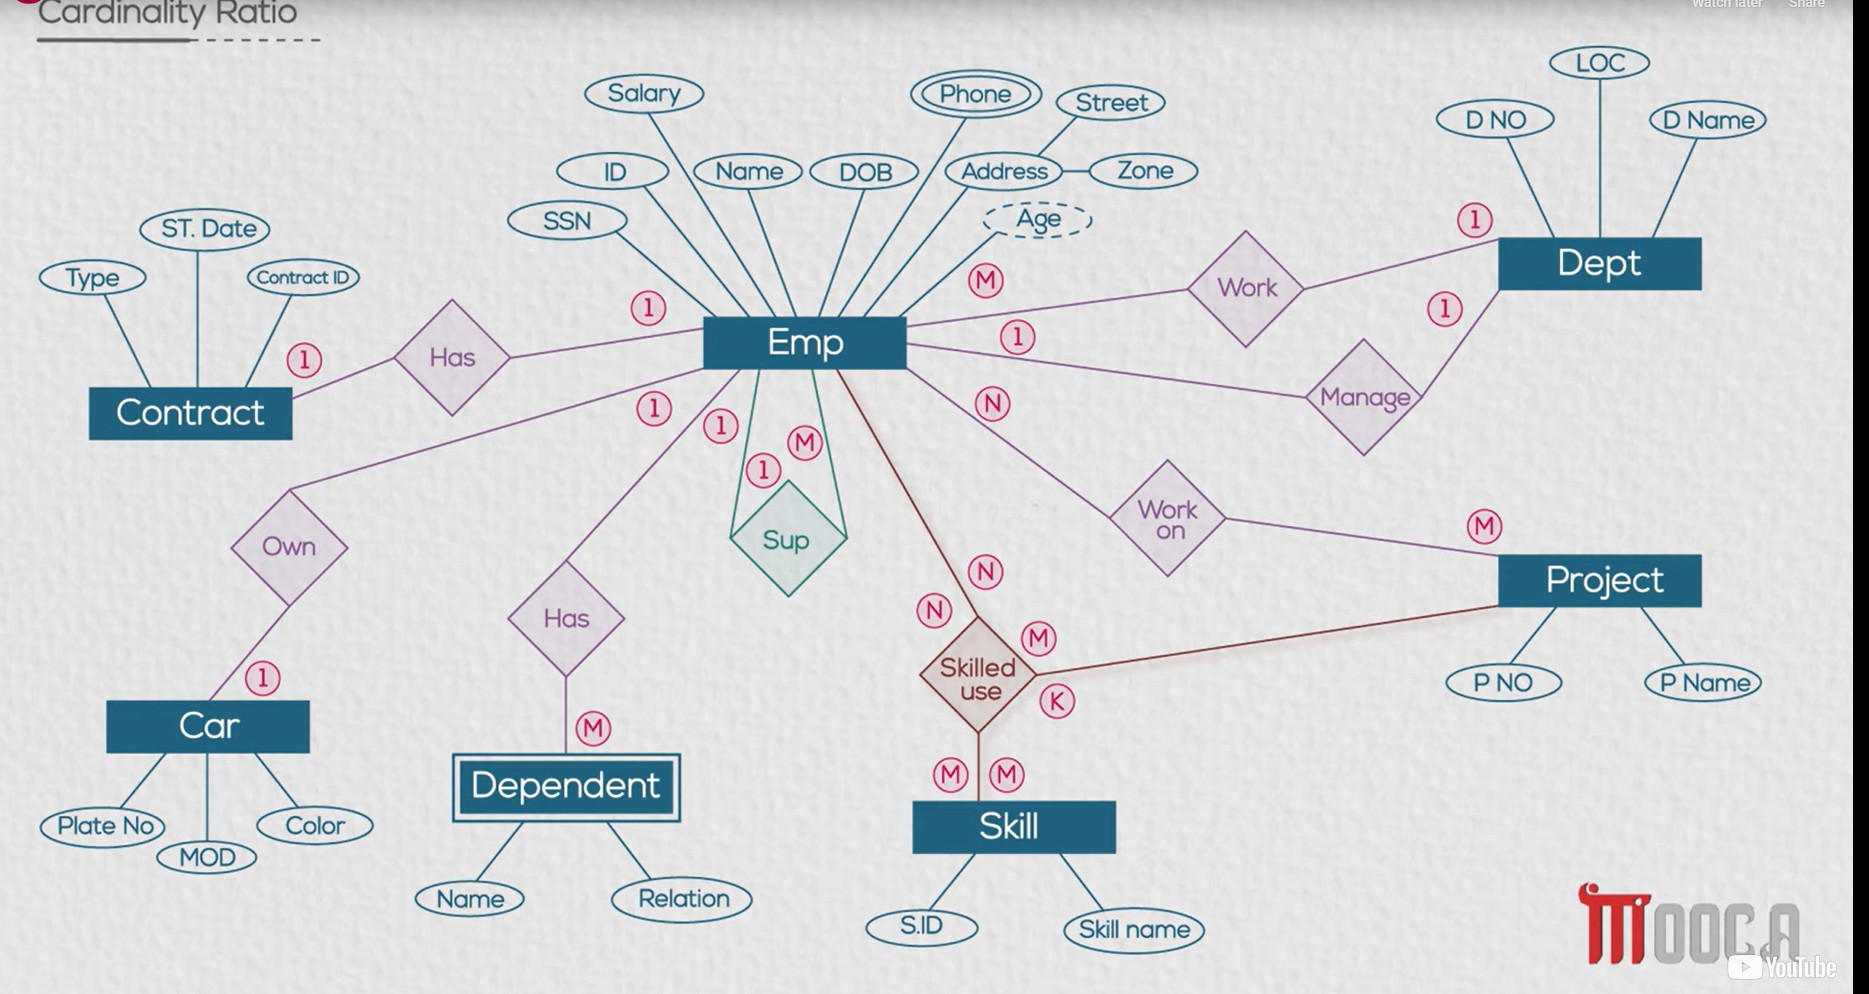 Cardinality Ratio
Watch later
Share
LOC
Salary
Phone
Street
D NO
D Name
ID
Name
DOB
Address
Zone
SSN
Age
ST. Date
Type
Contract ID
1
M
Work
Dept
1
1
Has
1
Emp
1
Manage
Contract
1
1
M
N
1
Work
on
M
Own
Sup
Project
N
N
M
Has
Skilled
use
K
P NO
P Name
1
Car
M
M
M
Dependent
Plate No
MOD
Color
Skill
Name
Relation
S.ID
Skill name
MOOCA
YouTube